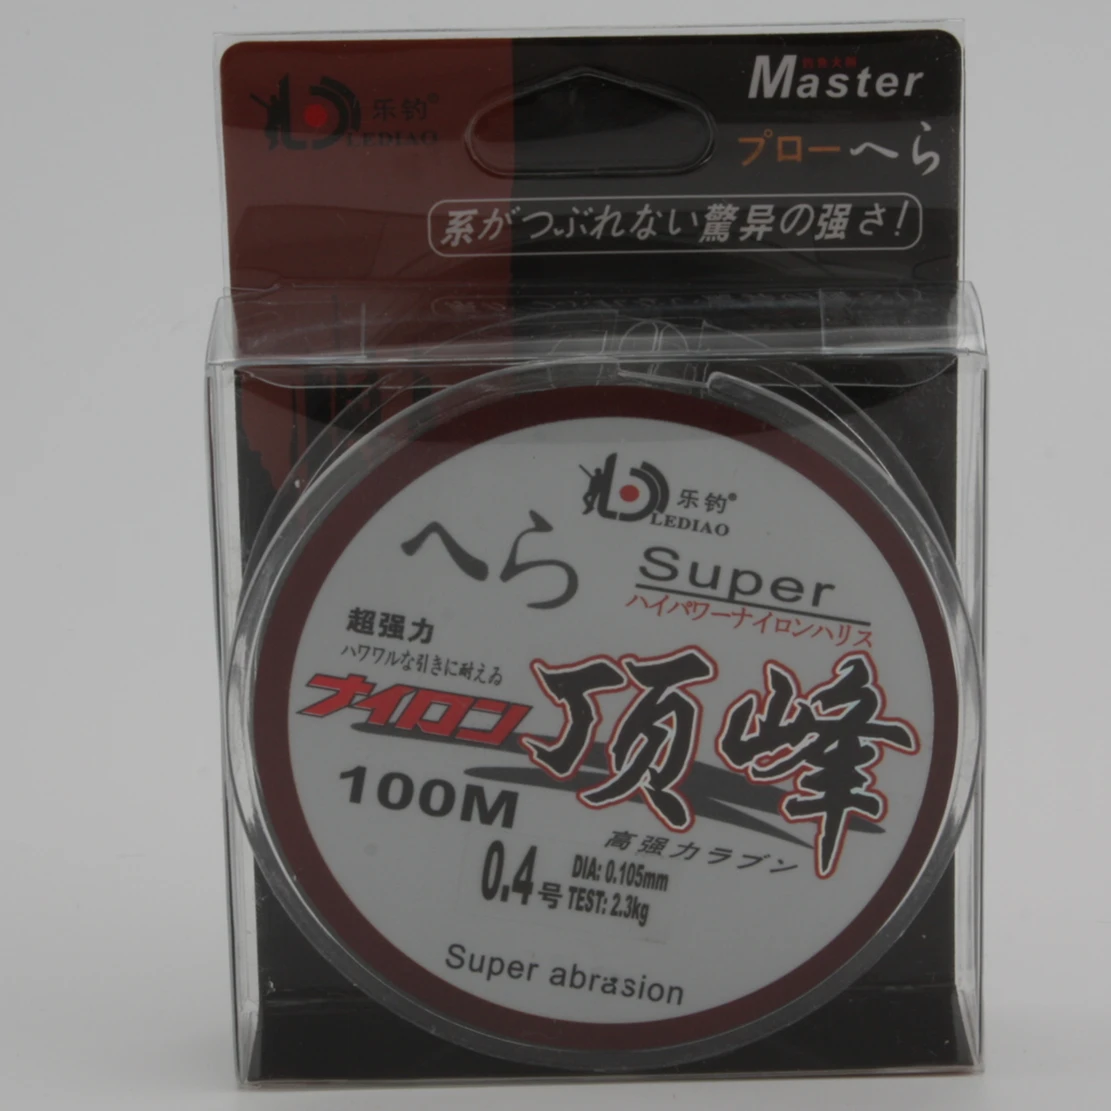 乐钓®
LEDIAO
Master
プローへら
系がつぶれない驚异の强さ!
乐钓®
LEDIAO
へら
Super
ハイパワーナイロンハリス
超强力
ハワワルな引きに耐えゐ
ナイロン
顶峰
100M
高强力ラブン
0.4号
DIA: 0.105mm
TEST: 2.3kg
Super abrasion